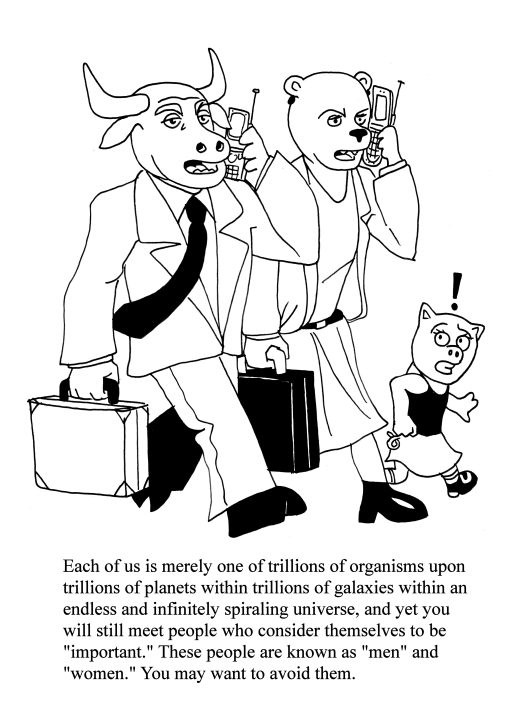 !
Each of us is merely one of trillions of organisms upon
trillions of planets within trillions of galaxies within an
endless and infinitely spiraling universe, and yet you
will still meet people who consider themselves to be
"important." These people are known as "men" and
"women." You may want to avoid them.